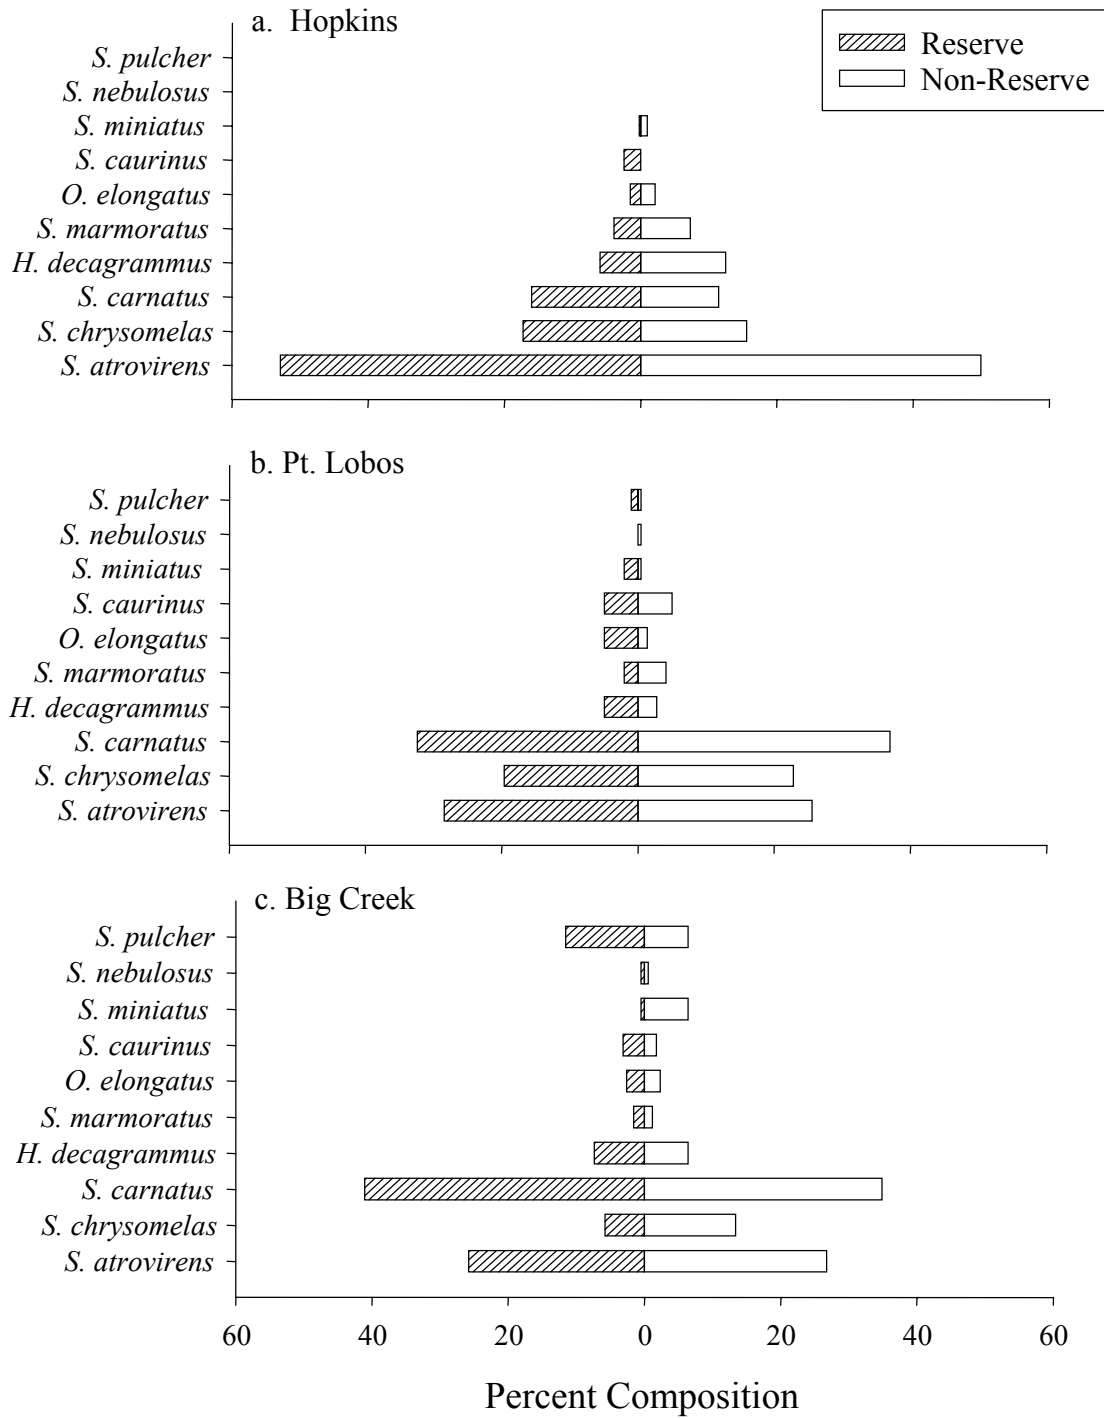 a. Hopkins
Reserve
Non-Reserve
S. pulcher
S. nebulosus
S. miniatus
S. caurinus
O. elongatus
S. marmoratus
H. decagrammus
S. carnatus
S. chrysomelas
S. atrovirens
b. Pt. Lobos
S. pulcher
S. nebulosus
S. miniatus
S. caurinus
O. elongatus
S. marmoratus
H. decagrammus
S. carnatus
S. chrysomelas
S. atrovirens
c. Big Creek
S. pulcher
S. nebulosus
S. miniatus
S. caurinus
O. elongatus
S. marmoratus
H. decagrammus
S. carnatus
S. chrysomelas
S. atrovirens
60 40 20 0 20 40 60
Percent Composition